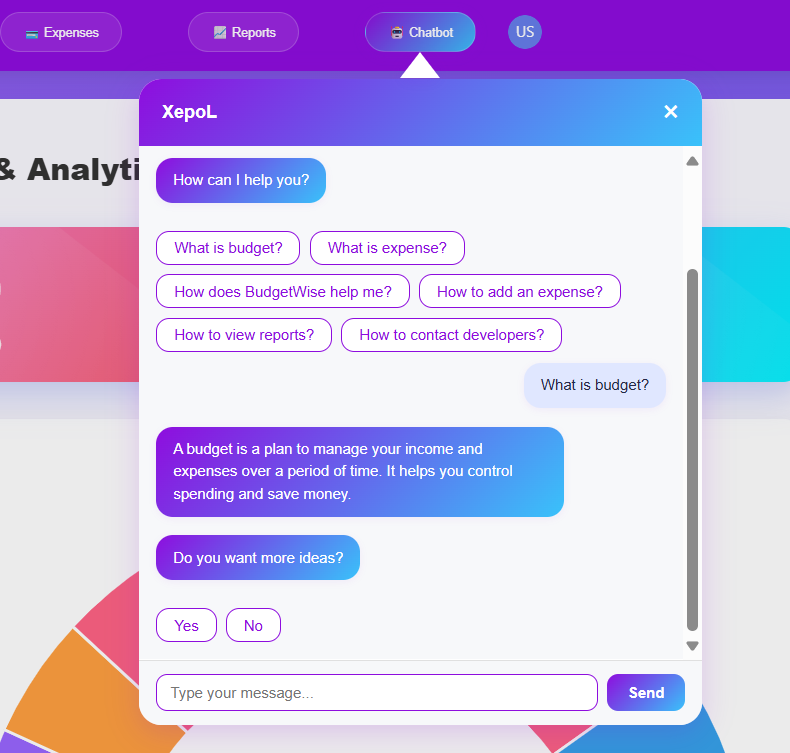 Expenses
Reports
Chatbot
US
XepoL
×
& Analyti
How can I help you?
What is budget?
What is expense?
How does BudgetWise help me?
How to add an expense?
How to view reports?
How to contact developers?
What is budget?
A budget is a plan to manage your income and
expenses over a period of time. It helps you control
spending and save money.
Do you want more ideas?
Yes
No
Type your message...
Send